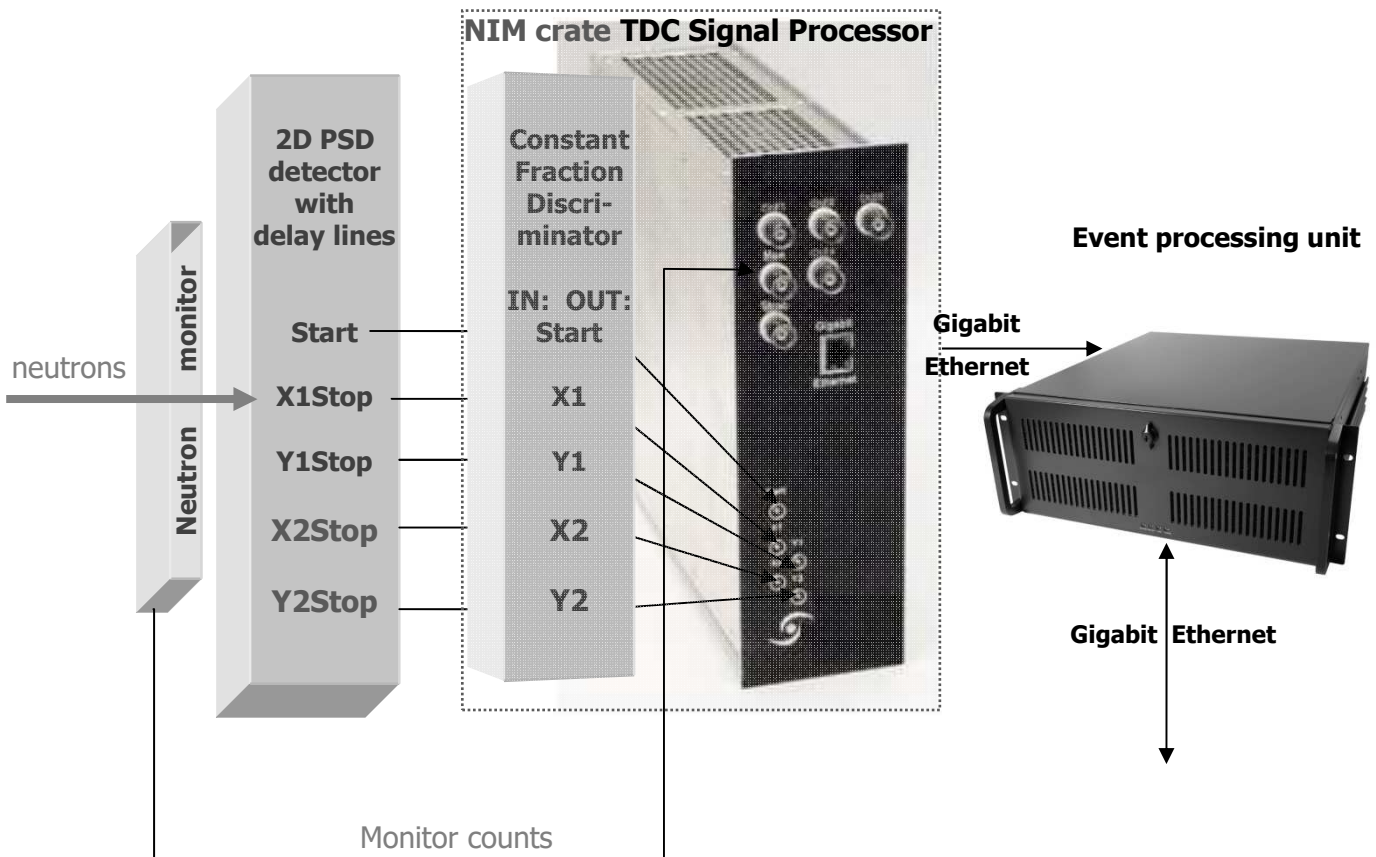 NIM crate TDC Signal Processor
2D PSD
detector
with
delay lines
Constant
Fraction
Discri-
minator
Event processing unit
neutrons
Neutron monitor
Start
X1Stop
Y1Stop
X2Stop
Y2Stop
IN: OUT:
Start
X1
Y1
X2
Y2
Gigabit
Ethernet
Gigabit
Ethernet
Gigabit Ethernet
Monitor counts